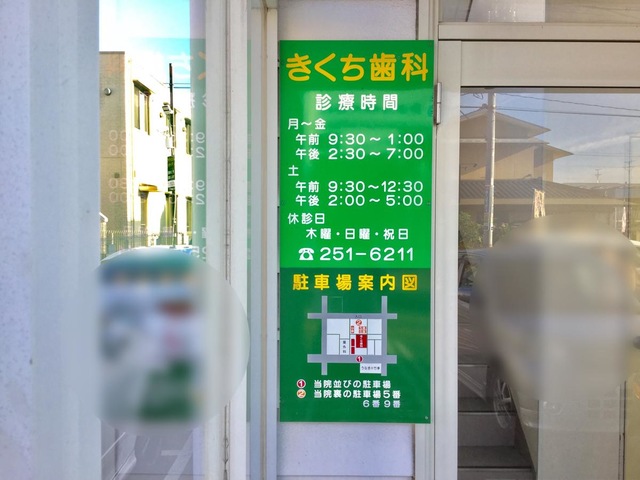 きくち歯科
診療時間
月～金
午前 9:30～1:00
午後 2:30～7:00
土
午前 9:30～12:30
午後 2:00～5:00
休診日
木曜・日曜・祝日
☎251-6211
駐車場案内図
②
①
① 当院並びの駐車場
② 当院裏の駐車場5番
6番 9番